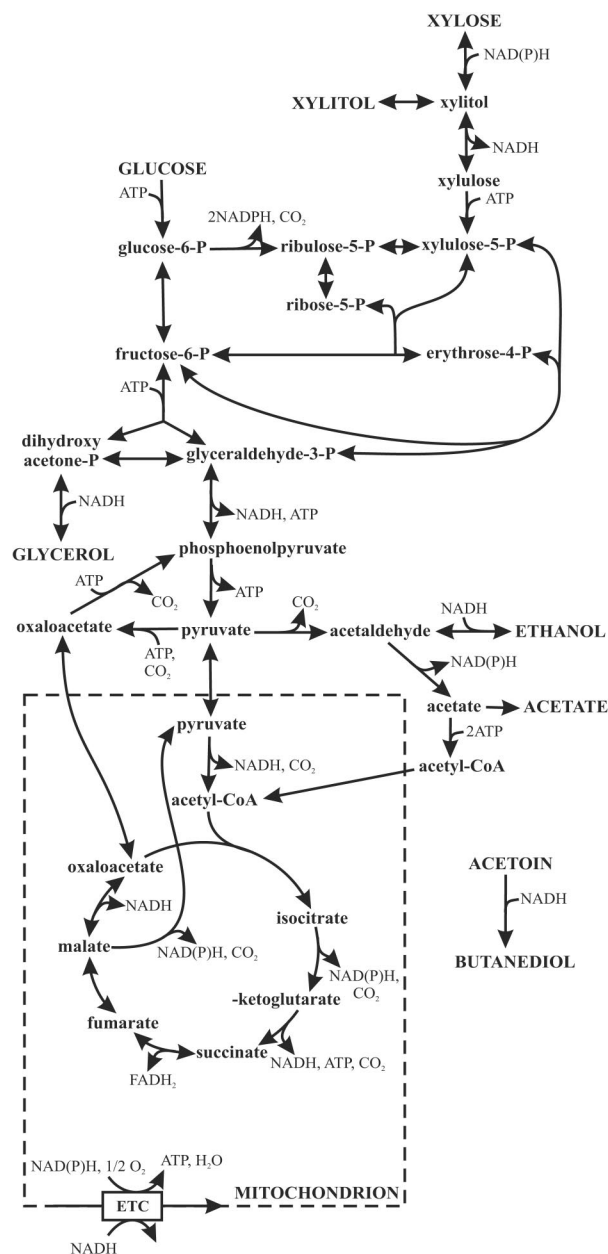 XYLOSE
NAD(P)H
XYLITOL
xylitol
NADH
GLUCOSE
xylulose
ATP
ATP
2NADPH, CO₂
glucose-6-P
ribulose-5-P
xylulose-5-P
ribose-5-P
fructose-6-P
erythrose-4-P
ATP
dihydroxy
acetone-P
glyceraldehyde-3-P
NADH
NADH, ATP
GLYCEROL
phosphoenolpyruvate
ATP
CO₂
ATP
CO₂
NADH
oxaloacetate
pyruvate
acetaldehyde
ETHANOL
ATP,
CO₂
NAD(P)H
acetate
ACETATE
pyruvate
2ATP
NADH, CO₂
acetyl-CoA
acetyl-CoA
oxaloacetate
ACETOIN
NADH
isocitrate
NADH
malate
NAD(P)H, CO₂
BUTANEDIOL
NAD(P)H,
CO₂
-ketoglutarate
fumarate
succinate
NADH, ATP, CO₂
FADH₂
NAD(P)H, 1/2 O₂
ATP, H₂O
MITOCHONDRION
ETC
NADH